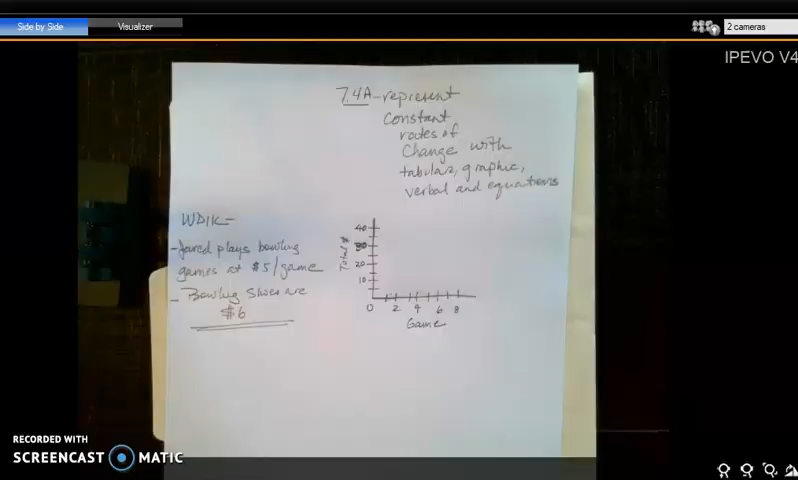 Side by Side
Visualizer
2 cameras
IPEVO V4
7.4A - represent
constant
rates of
change with
tabular, graphic,
verbal and equations
WDIK-
- Jared plays bowling
games at $5/game
- Bowling Shoes are
$6
Total $
40
30
20
10
0 2 4 6 8
Game
RECORDED WITH
SCREENCAST MATIC